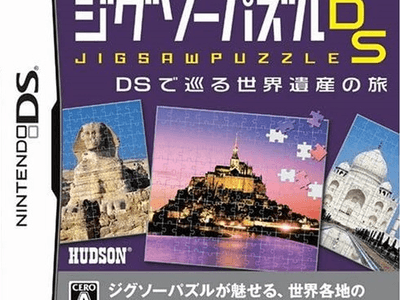 ジグソーパズルDS
JIGSAWPUZZLE
DSで巡る世界遺産の旅
NINTENDO DS
HUDSON
CERO
A
ジグソーパズルが魅せる、世界各地の